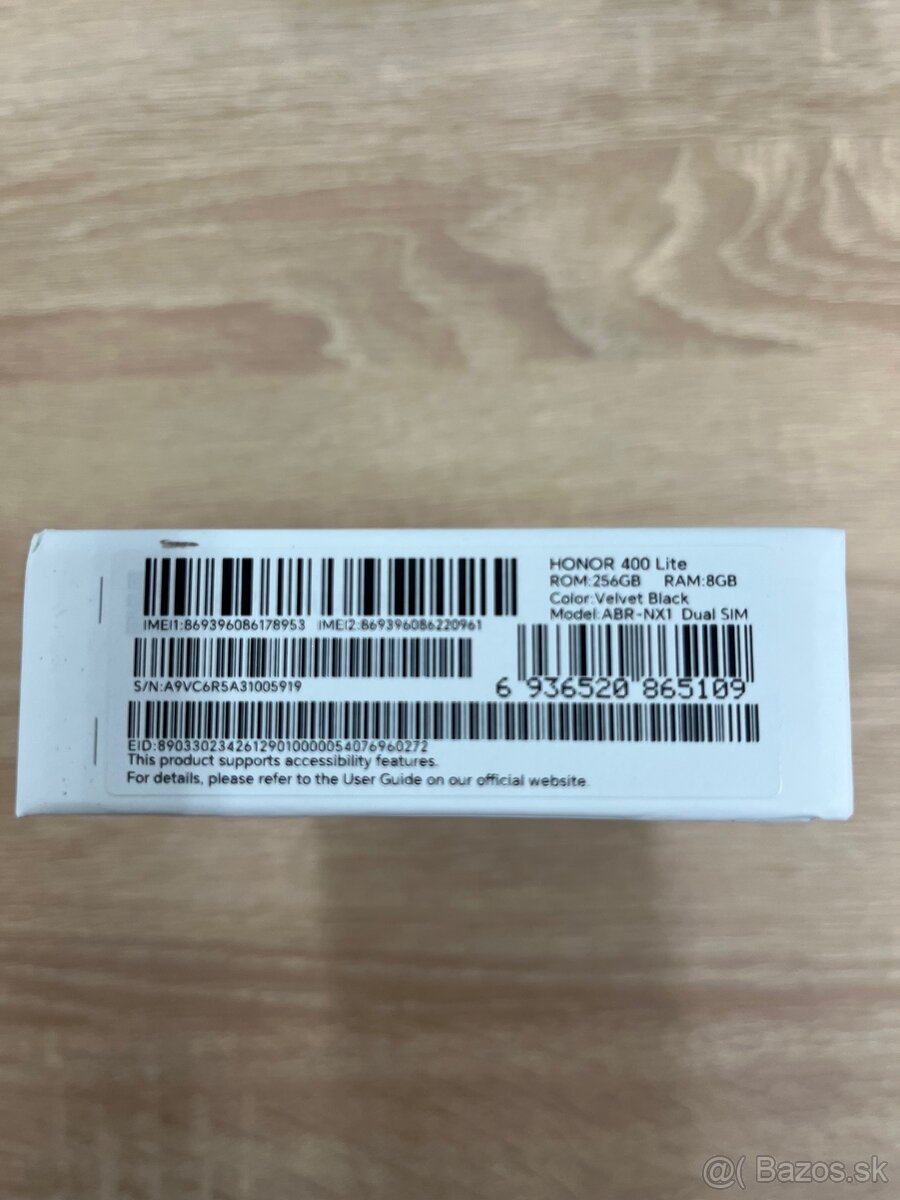 HONOR 400 Lite
ROM:256GB RAM:8GB
Color:Velvet Black
Model:ABR-NX1 Dual SIM
IMEI1:869396086178953 IMEI2:869396086220961
S/N:A9VC6R5A31005919
6 936520 865109
EID:89033023426129010000054076960272
This product supports accessibility features.
For details, please refer to the User Guide on our official website.
@( Bazos.sk